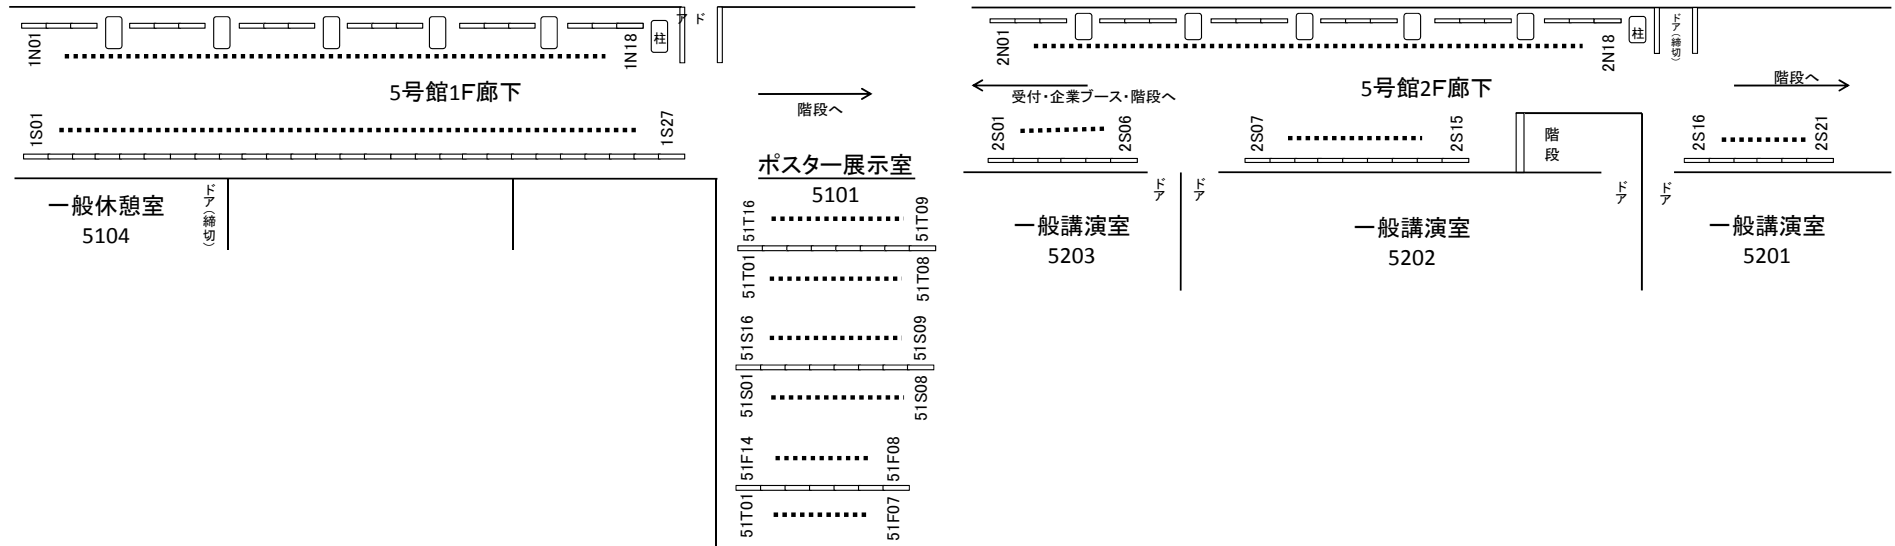 1N01
1N18
柱
ドア
5号館1F廊下
階段へ
1S01
1S27
一般休憩室
5104
ドア(締切)
ポスター展示室
5101
51T16
51T09
51T01
51T08
51S16
51S09
51S01
51S08
51F14
51F08
51T01
51F07
2N01
2N18
柱
ドア(締切)
5号館2F廊下
受付・企業ブース・階段へ
階段へ
2S01
2S06
2S07
2S15
階段
2S16
2S21
ドア
ドア
ドア
ドア
一般講演室
5203
一般講演室
5202
一般講演室
5201